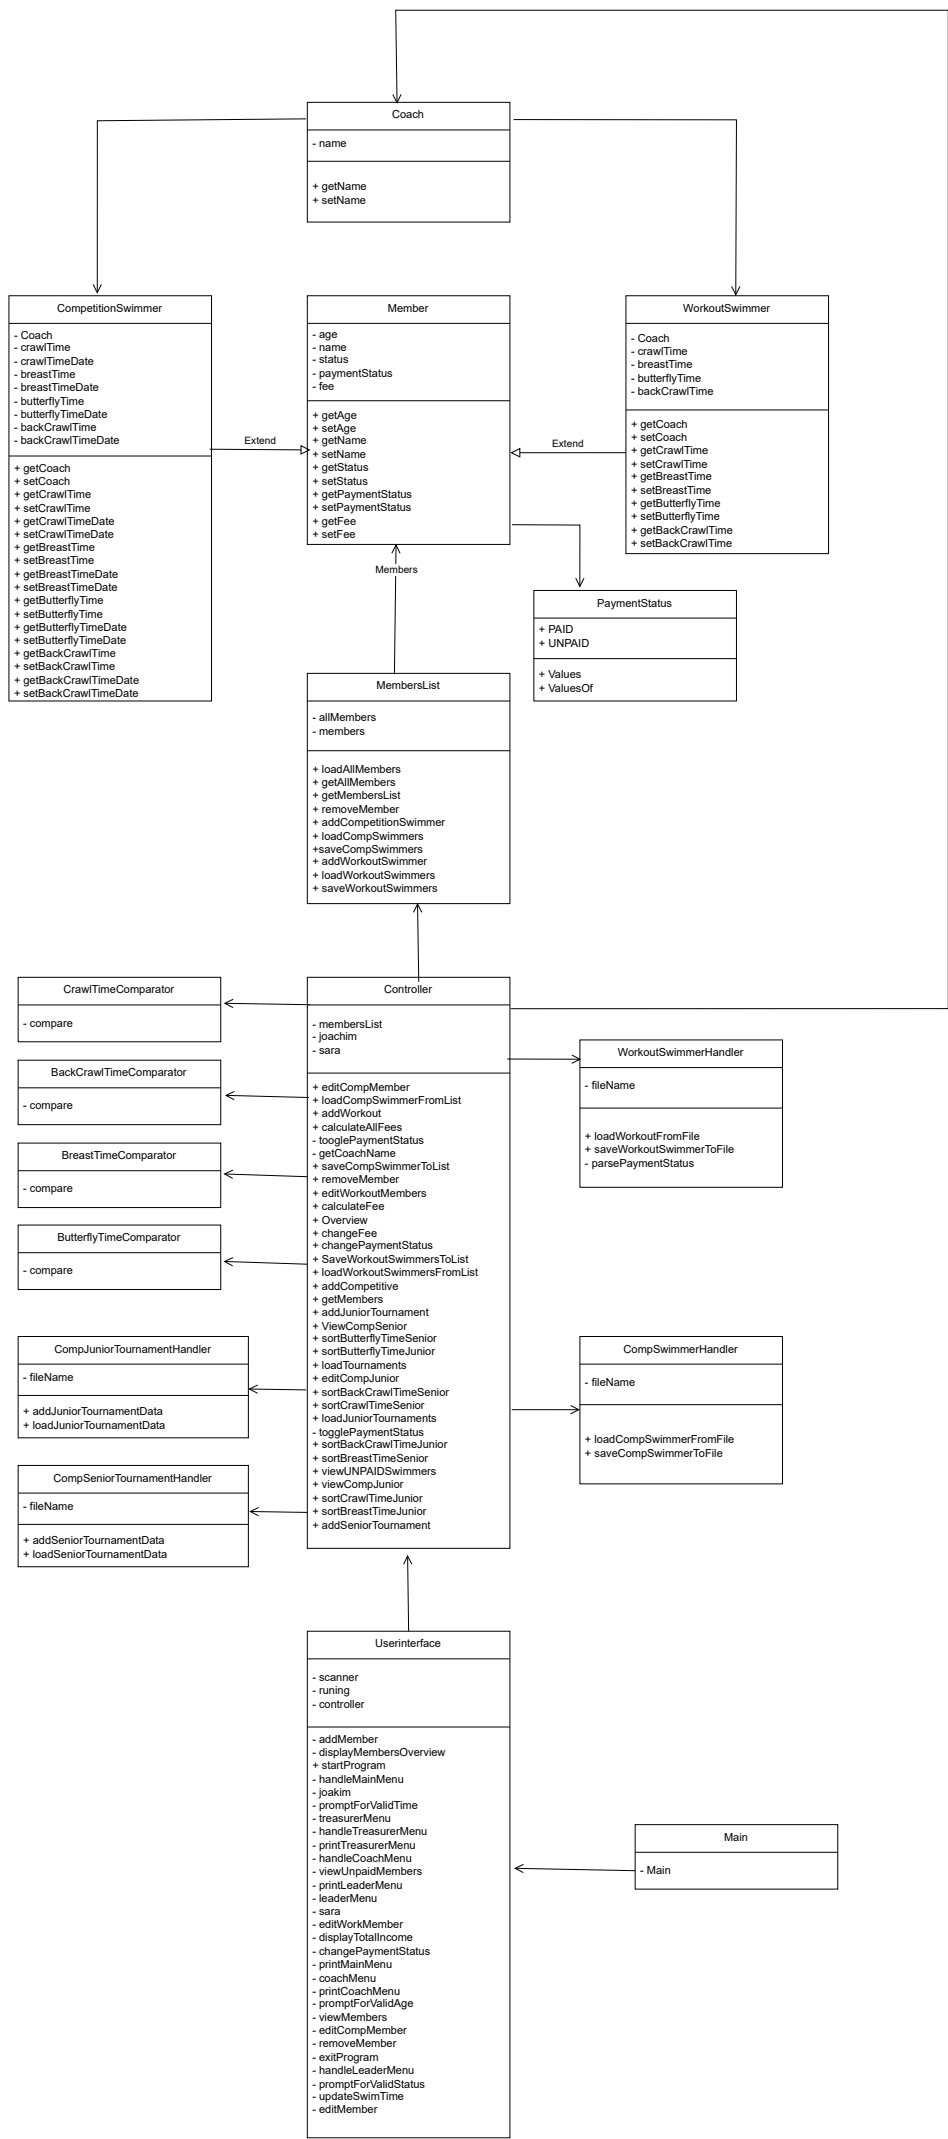 Coach
- name
+ getName
+ setName
CompetitionSwimmer
- Coach
- crawlTime
- crawlTimeDate
- breastTime
- breastTimeDate
- butterflyTime
- butterflyTimeDate
- backCrawlTime
- backCrawlTimeDate
+ getCoach
+ setCoach
+ getCrawlTime
+ setCrawlTime
+ getCrawlTimeDate
+ setCrawlTimeDate
+ getBreastTime
+ setBreastTime
+ getBreastTimeDate
+ setBreastTimeDate
+ getButterflyTime
+ setButterflyTime
+ getButterflyTimeDate
+ setButterflyTimeDate
+ getBackCrawlTime
+ setBackCrawlTime
+ getBackCrawlTimeDate
+ setBackCrawlTimeDate
Extend
Member
- age
- name
- status
- paymentStatus
- fee
+ getAge
+ setAge
+ getName
+ setName
+ getStatus
+ setStatus
+ getPaymentStatus
+ setPaymentStatus
+ getFee
+ setFee
Extend
WorkoutSwimmer
- Coach
- crawlTime
- breastTime
- butterflyTime
- backCrawlTime
+ getCoach
+ setCoach
+ getCrawlTime
+ setCrawlTime
+ getBreastTime
+ setBreastTime
+ getButterflyTime
+ setButterflyTime
+ getBackCrawlTime
+ setBackCrawlTime
Members
PaymentStatus
+ PAID
+ UNPAID
+ Values
+ ValuesOf
MembersList
- allMembers
- members
+ loadAllMembers
+ getAllMembers
+ getMembersList
+ removeMember
+ addCompetitionSwimmer
+ loadCompSwimmers
+saveCompSwimmers
+ addWorkoutSwimmer
+ loadWorkoutSwimmers
+ saveWorkoutSwimmers
CrawlTimeComparator
- compare
BackCrawlTimeComparator
- compare
BreastTimeComparator
- compare
ButterflyTimeComparator
- compare
CompJuniorTournamentHandler
- fileName
+ addJuniorTournamentData
+ loadJuniorTournamentData
CompSeniorTournamentHandler
- fileName
+ addSeniorTournamentData
+ loadSeniorTournamentData
Controller
- membersList
- joachim
- sara
+ editCompMember
+ loadCompSwimmerFromList
+ addWorkout
+ calculateAllFees
- tooglePaymentStatus
- getCoachName
+ saveCompSwimmerToList
+ removeMember
+ editWorkoutMembers
+ calculateFee
+ Overview
+ changeFee
+ changePaymentStatus
+ SaveWorkoutSwimmersToList
+ loadWorkoutSwimmersFromList
+ addCompetitive
+ getMembers
+ addJuniorTournament
+ ViewCompSenior
+ sortButterflyTimeSenior
+ sortButterflyTimeJunior
+ loadTournaments
+ editCompJunior
+ sortBackCrawlTimeSenior
+ sortCrawlTimeSenior
+ loadJuniorTournaments
- togglePaymentStatus
+ sortBackCrawlTimeJunior
+ sortBreastTimeSenior
+ viewUNPAIDSwimmers
+ viewCompJunior
+ sortCrawlTimeJunior
+ sortBreastTimeJunior
+ addSeniorTournament
WorkoutSwimmerHandler
- fileName
+ loadWorkoutFromFile
+ saveWorkoutSwimmerToFile
- parsePaymentStatus
CompSwimmerHandler
- fileName
+ loadCompSwimmerFromFile
+ saveCompSwimmerToFile
Userinterface
- scanner
- runing
- controller
- addMember
- displayMembersOverview
+ startProgram
- handleMainMenu
- joakim
- promptForValidTime
- treasurerMenu
- handleTreasurerMenu
- printTreasurerMenu
- handleCoachMenu
- viewUnpaidMembers
- printLeaderMenu
- leaderMenu
- sara
- editWorkMember
- displayTotalIncome
- changePaymentStatus
- printMainMenu
- coachMenu
- printCoachMenu
- promptForValidAge
- viewMembers
- editCompMember
- removeMember
- exitProgram
- handleLeaderMenu
- promptForValidStatus
- updateSwimTime
- editMember
Main
- Main